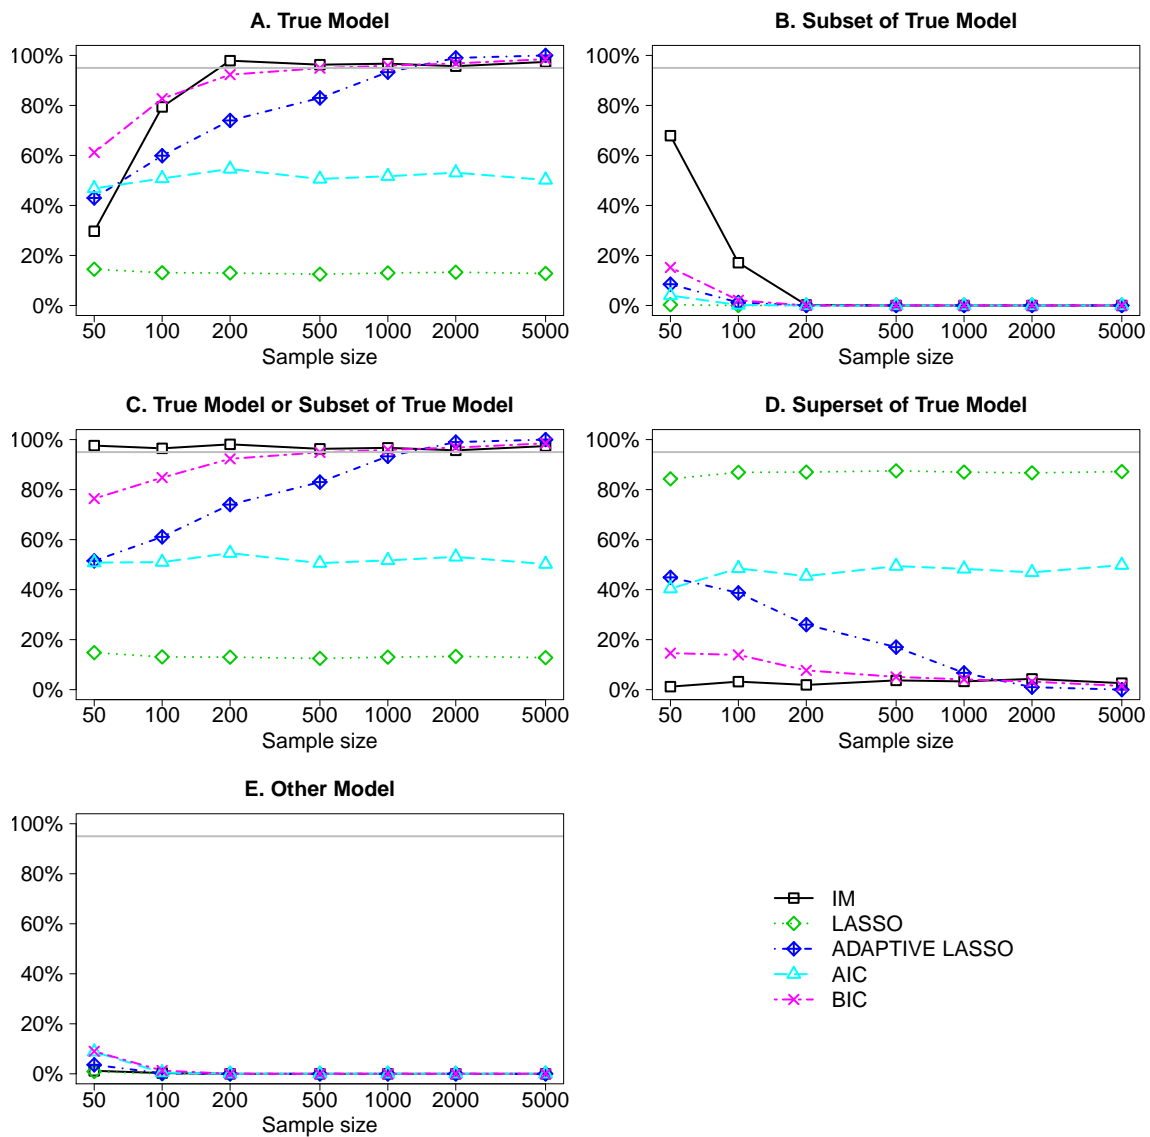 A. True Model
100%
80%
60%
40%
20%
0%
50 100 200 500 1000 2000 5000
Sample size
B. Subset of True Model
100%
80%
60%
40%
20%
0%
50 100 200 500 1000 2000 5000
Sample size
C. True Model or Subset of True Model
100%
80%
60%
40%
20%
0%
50 100 200 500 1000 2000 5000
Sample size
D. Superset of True Model
100%
80%
60%
40%
20%
0%
50 100 200 500 1000 2000 5000
Sample size
E. Other Model
100%
80%
60%
40%
20%
0%
50 100 200 500 1000 2000 5000
Sample size
IM
LASSO
ADAPTIVE LASSO
AIC
BIC